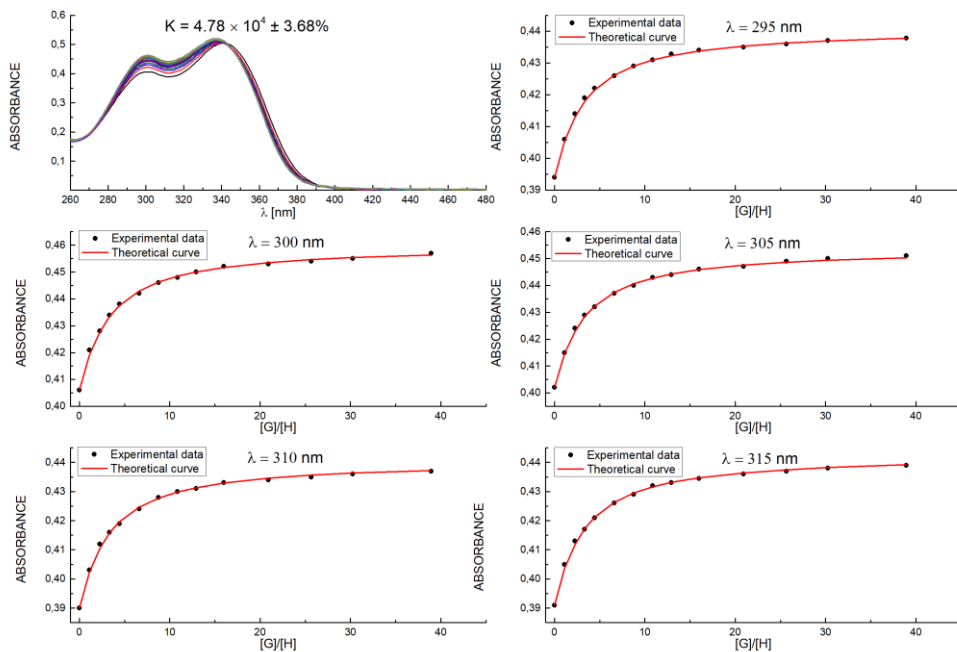 K = 4.78 × 10⁴ ± 3.68%
ABSORBANCE
0,6
0,5
0,4
0,3
0,2
0,1
260 280 300 320 340 360 380 400 420 440 460 480
λ [nm]
Experimental data
Theoretical curve
λ = 295 nm
ABSORBANCE
0,44
0,43
0,42
0,41
0,40
0,39
0 10 20 30 40
[G]/[H]
Experimental data
Theoretical curve
λ = 300 nm
ABSORBANCE
0,46
0,45
0,44
0,43
0,42
0,41
0,40
0 10 20 30 40
[G]/[H]
Experimental data
Theoretical curve
λ = 305 nm
ABSORBANCE
0,46
0,45
0,44
0,43
0,42
0,41
0,40
0 10 20 30 40
[G]/[H]
Experimental data
Theoretical curve
λ = 310 nm
ABSORBANCE
0,44
0,43
0,42
0,41
0,40
0,39
0 10 20 30 40
[G]/[H]
Experimental data
Theoretical curve
λ = 315 nm
ABSORBANCE
0,44
0,43
0,42
0,41
0,40
0,39
0 10 20 30 40
[G]/[H]